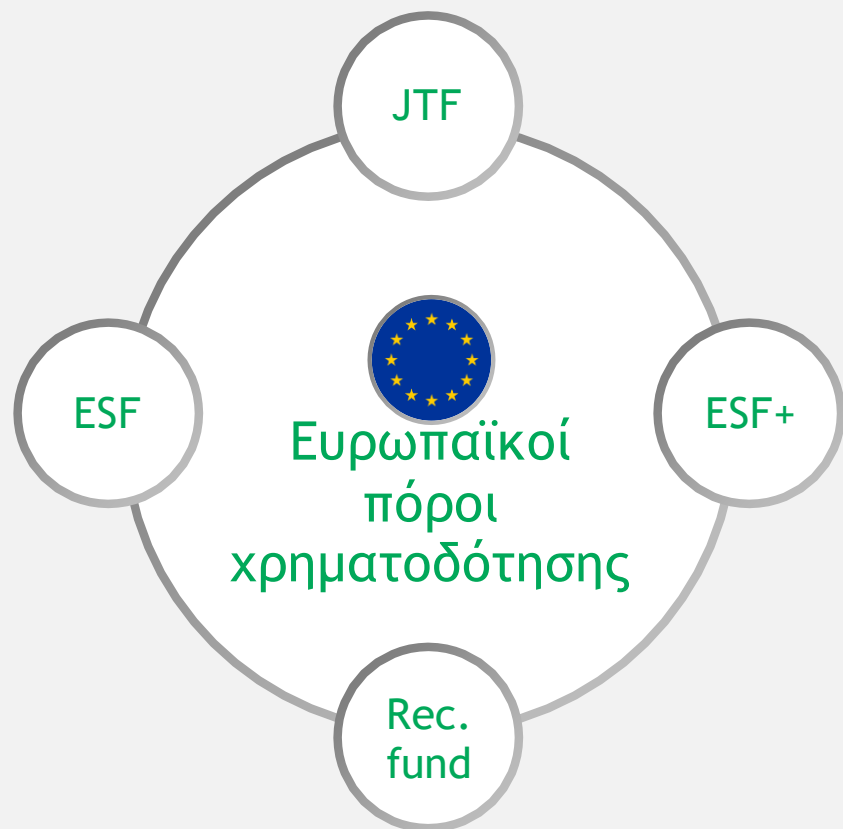 JTF
ESF
ESF+
Ευρωπαϊκοί
πόροι
χρηματοδότησης
Rec.
fund